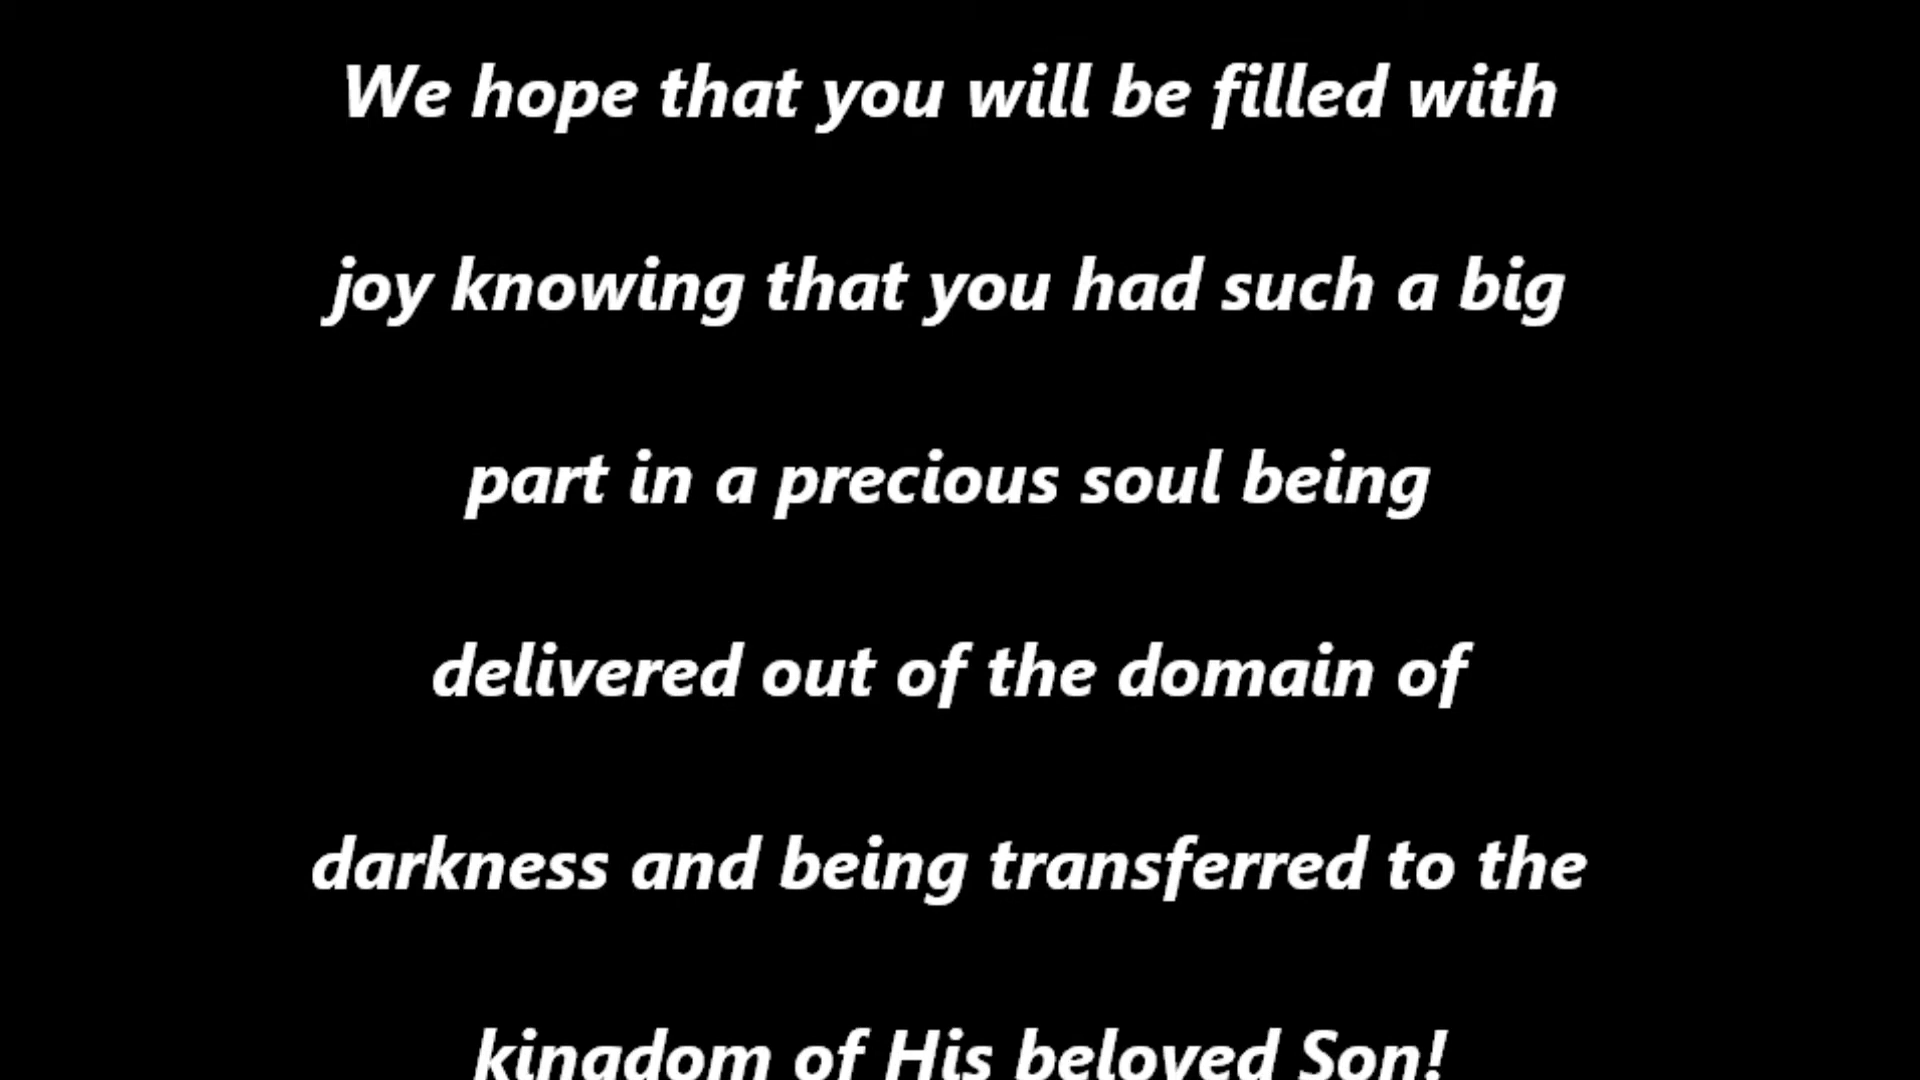 We hope that you will be filled with
joy knowing that you had such a big
part in a precious soul being
delivered out of the domain of
darkness and being transferred to the
kingdom of His beloved Son!